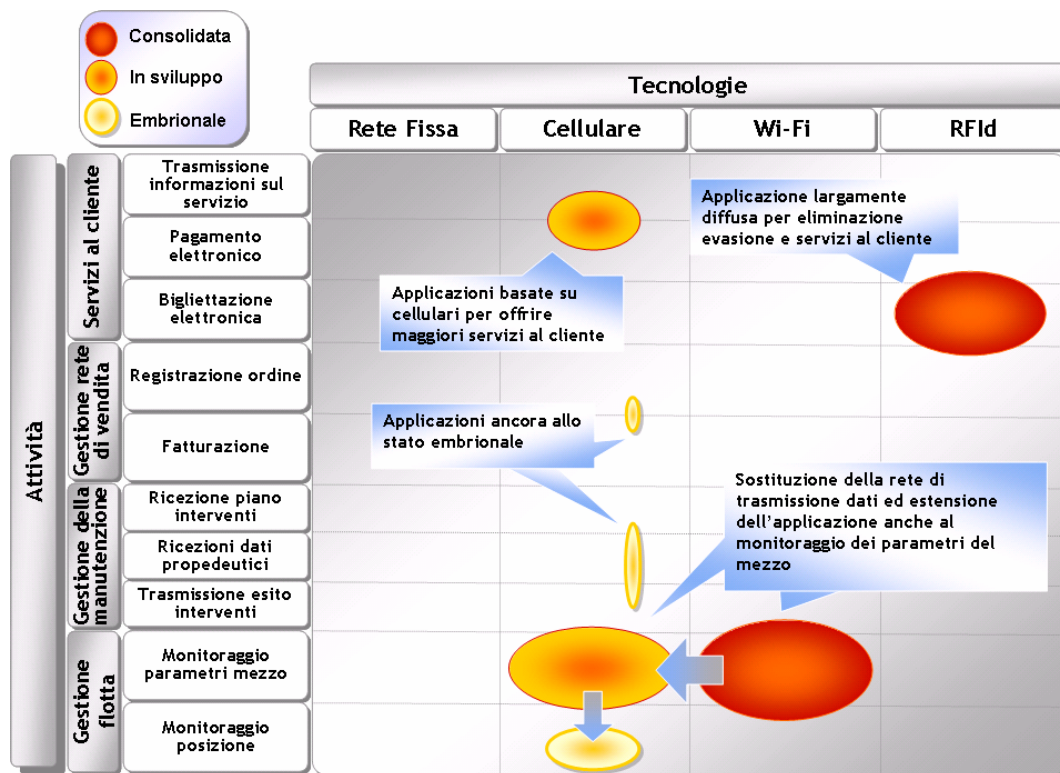 Consolidata
In sviluppo
Embrionale
Tecnologie
Rete Fissa
Cellulare
Wi-Fi
RFId
Attività
Servizi al cliente
Trasmissione
informazioni sul
servizio
Pagamento
elettronico
Bigliettazione
elettronica
Gestione rete
di vendita
Registrazione ordine
Fatturazione
Gestione della
manutenzione
Ricezione piano
interventi
Ricezioni dati
propedeutici
Trasmissione esito
interventi
Gestione
flotta
Monitoraggio
parametri mezzo
Monitoraggio
posizione
Applicazione largamente
diffusa per eliminazione
evasione e servizi al cliente
Applicazioni basate su
cellulari per offrire
maggiori servizi al cliente
Applicazioni ancora allo
stato embrionale
Sostituzione della rete di
trasmissione dati ed estensione
dell’applicazione anche al
monitoraggio dei parametri del
mezzo